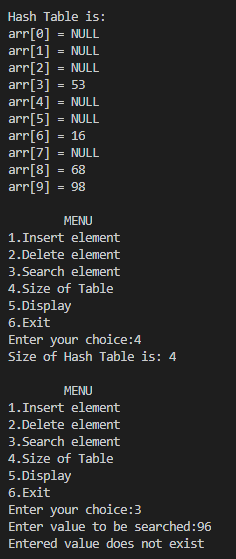 Hash Table is:
arr[0] = NULL
arr[1] = NULL
arr[2] = NULL
arr[3] = 53
arr[4] = NULL
arr[5] = NULL
arr[6] = 16
arr[7] = NULL
arr[8] = 68
arr[9] = 98
MENU
1.Insert element
2.Delete element
3.Search element
4.Size of Table
5.Display
6.Exit
Enter your choice:4
Size of Hash Table is: 4
MENU
1.Insert element
2.Delete element
3.Search element
4.Size of Table
5.Display
6.Exit
Enter your choice:3
Enter value to be searched:96
Entered value does not exist